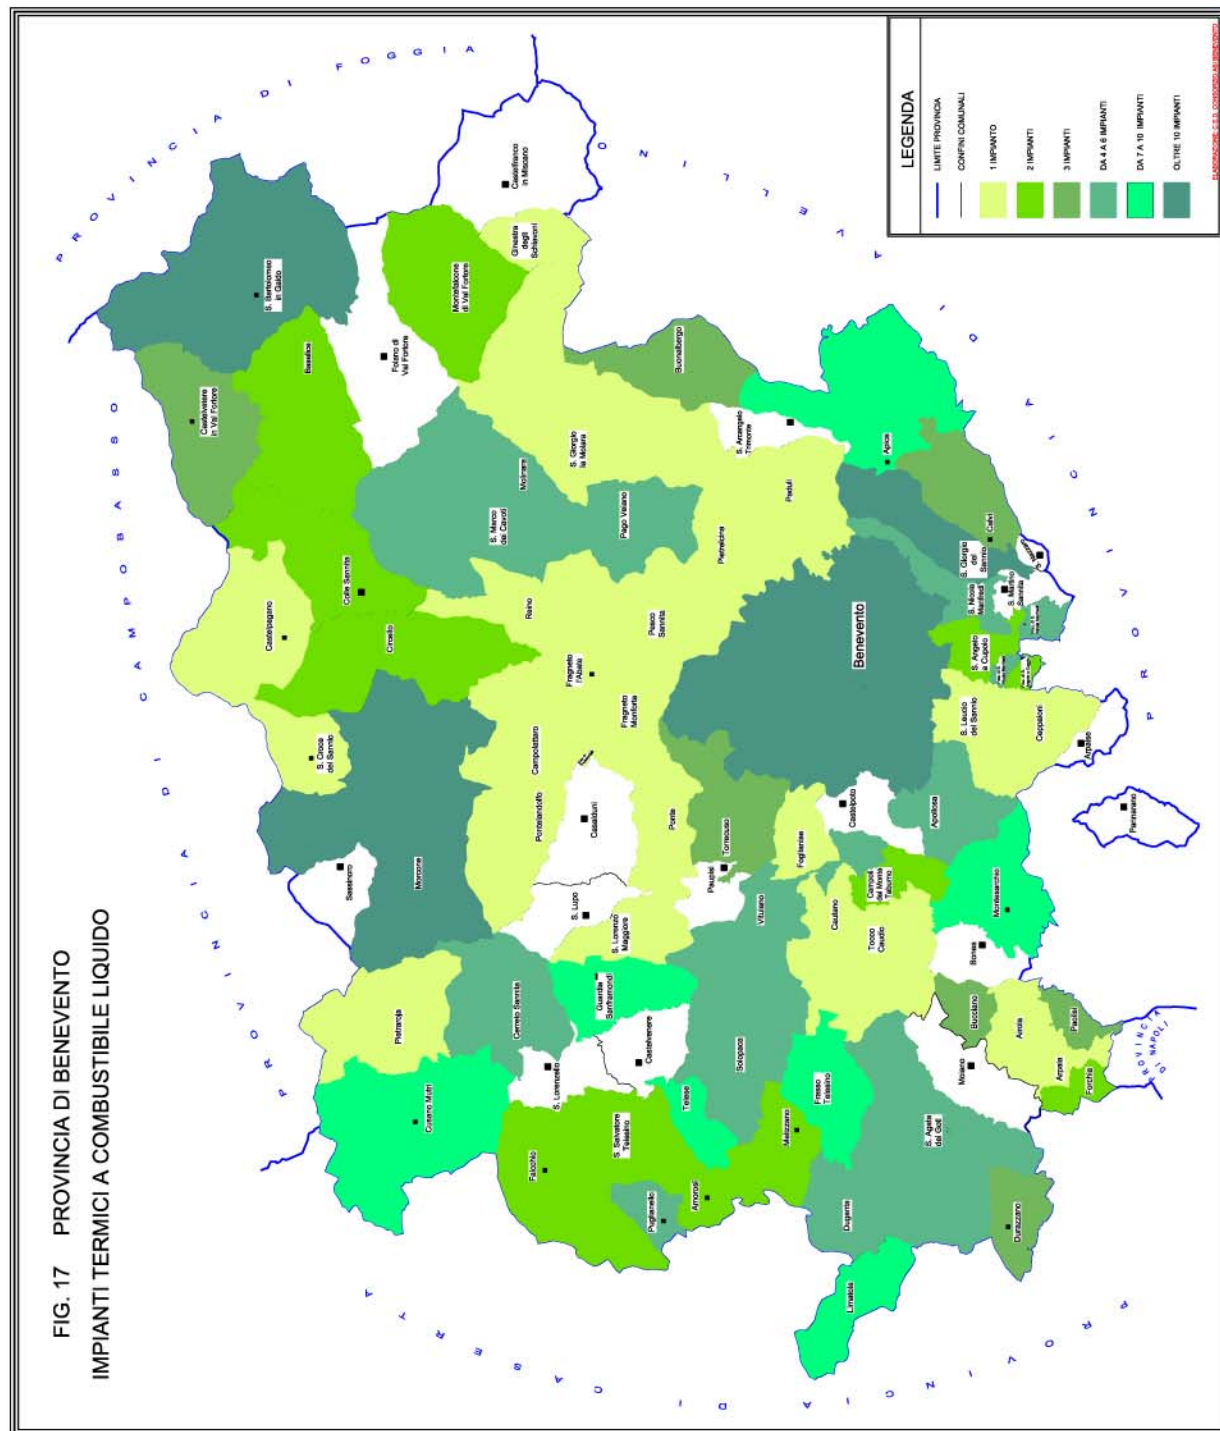 FIG. 17 PROVINCIA DI BENEVENTO
IMPIANTI TERMICI A COMBUSTIBILE LIQUIDO
PROVINCIA DI CAMPOBASSO
PROVINCIA DI FOGGIA
PROVINCIA DI AVELLINO
PROVINCIA DI CASERTA
PROVINCIA
DI NAPOLI
Castelvetere
in Val Fortore
S. Bartolomeo
in Galdo
Baselice
Foiano di
Val Fortore
Montefalcone
di Val Fortore
Castelfranco
in Miscano
Ginestra
degli
Schiavoni
Castelpagano
Colle Sannita
Circello
S. Croce
del Sannio
Sassinoro
Morcone
S. Marco
dei Cavoti
Molinara
S. Giorgio
la Molara
Buonalbergo
Reino
Pago Veiano
Pesco
Sannita
Pietrelcina
Paduli
S. Arcangelo
Trimonte
Apice
Fragneto
l'Abate
Fragneto
Monforte
Campolattaro
Pontelandolfo
Casalduni
Ponte
Torrecuso
Benevento
S. Giorgio
del
Sannio
Calvi
S. Nicola
Manfredi
S. Martino
Sannita
S. Angelo
a Cupolo
S. Leucio
del Sannio
Ceppaloni
Arpaise
Pannarano
Castelpoto
Apollosa
Foglianise
Campoli
del Monte
Taburno
Montesarchio
Cautano
Tocco
Caudio
Vitulano
Paupisi
S. Lupo
S. Lorenzo
Maggiore
Guardia
Sanframondi
Cerreto Sannita
Pietraroja
Cusano Mutri
S. Lorenzello
Castelvenere
Faicchio
S. Salvatore
Telesino
Telese
Solopaca
Puglianello
Amorosi
Melizzano
Frasso
Telesino
Dugenta
Limatola
S. Agata
dei Goti
Durazzano
Moiano
Bonea
Bucciano
Airola
Paolisi
Arpaia
Forchia
LEGENDA
LIMITE PROVINCIA
CONFINI COMUNALI
1 IMPIANTO
2 IMPIANTI
3 IMPIANTI
DA 4 A 6 IMPIANTI
DA 7 A 10 IMPIANTI
OLTRE 10 IMPIANTI
ELABORAZIONE: C.E.D. CONSORZIO ASI BENEVENTO